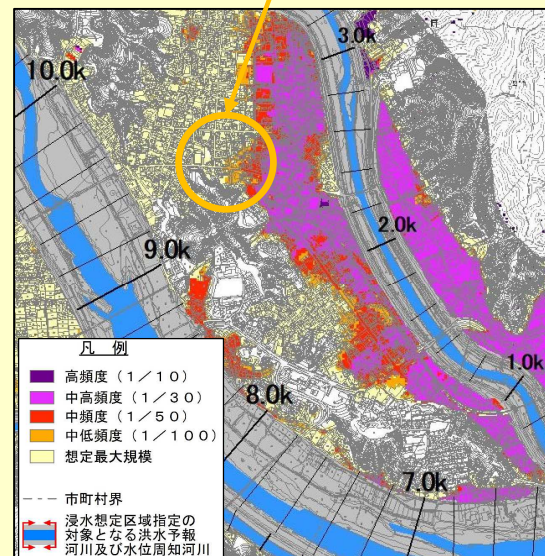 3.0k
10.0k
2.0k
9.0k
1.0k
8.0k
7.0k
凡 例
高頻度（1／10）
中高頻度（1／30）
中頻度（1／50）
中低頻度（1／100）
想定最大規模
市町村界
浸水想定区域指定の
対象となる洪水予報
河川及び水位周知河川